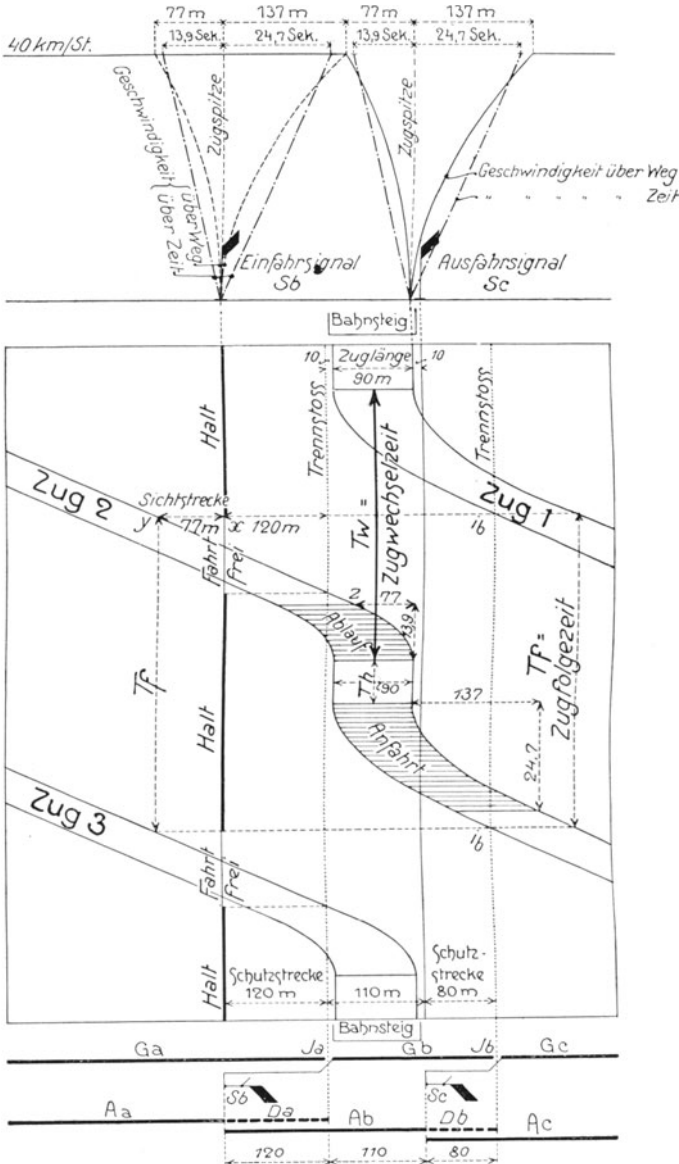 77 m 137 m 77 m 137 m
40 km/St. 13,9 Sek. 24,7 Sek. 13,9 Sek. 24,7 Sek.
Geschwindigkeit
über Weg.
über Zeit.
Zugspitze
Zugspitze
Geschwindigkeit über Weg
" " " " " Zeit
Einfahrsignal
Sb
Ausfahrsignal
Sc
Bahnsteig
10 Zuglänge 10
90 m
Halt
Trennstoss
Trennstoss
Zug 2
Sichtstrecke
y 77m x 120m
Zug 1
Ib
Fahrt
frei
Tw =
Zugwechselzeit
2 77
13,9
Ablauf
Tf
Th
90
137
Tf =
Zugfolgezeit
Halt
Anfahrt
24,7
Zug 3
Ib
Fahrt
frei
Halt
Schutzstrecke
120 m
110 m
Schutz-
strecke
80 m
Bahnsteig
Ga Ja Gb Jb Gc
Sb Sc
Aa Da Ab Db Ac
120 110 80